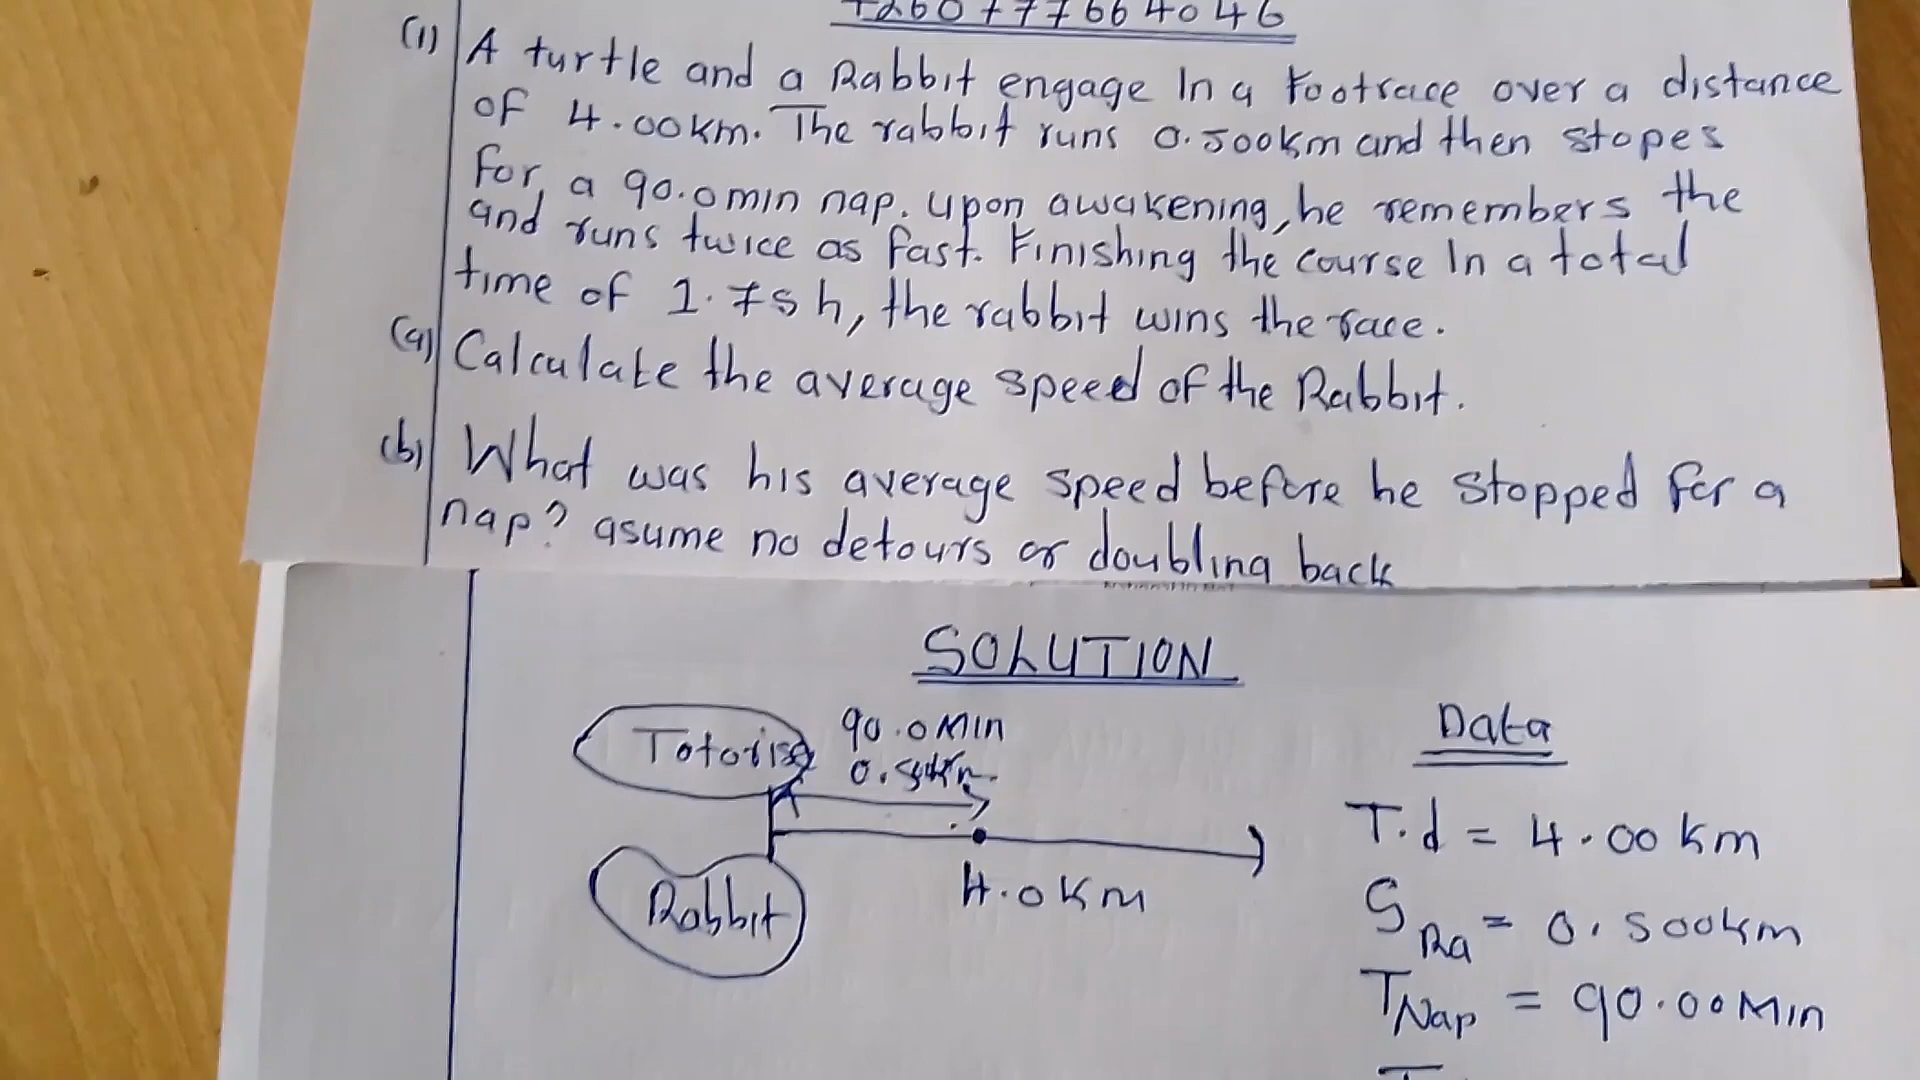 +260777664046
(1) A turtle and a Rabbit engage In a Footrace over a distance
of 4.00km. The rabbit runs 0.500km and then stopes
for a 90.0min nap. upon awakening, he remembers the
and runs twice as fast. Finishing the course In a total
time of 1.75h, the rabbit wins the race.
(a) Calculate the average speed of the Rabbit.
(b) What was his average speed before he stopped for a
nap? asume no detours or doubling back
SOLUTION
Data
90.0Min
Totorise
0.5km
T.d = 4.00km
4.0km
Rabbit
S Ra = 0.500km
TNap = 90.00Min